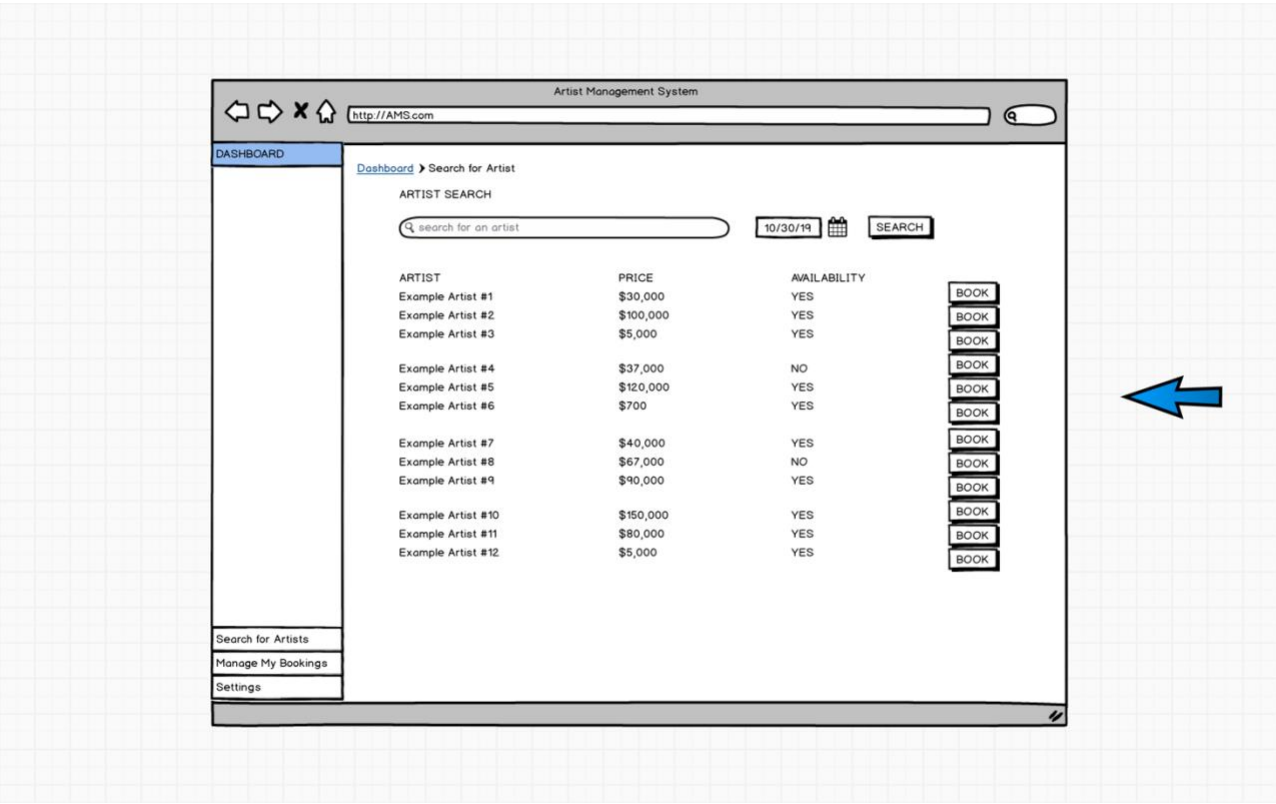 Artist Management System
http://AMS.com
DASHBOARD
Dashboard > Search for Artist
ARTIST SEARCH
search for an artist 10/30/19 SEARCH
ARTIST PRICE AVAILABILITY
Example Artist #1 $30,000 YES BOOK
Example Artist #2 $100,000 YES BOOK
Example Artist #3 $5,000 YES BOOK
Example Artist #4 $37,000 NO BOOK
Example Artist #5 $120,000 YES BOOK
Example Artist #6 $700 YES BOOK
Example Artist #7 $40,000 YES BOOK
Example Artist #8 $67,000 NO BOOK
Example Artist #9 $90,000 YES BOOK
Example Artist #10 $150,000 YES BOOK
Example Artist #11 $80,000 YES BOOK
Example Artist #12 $5,000 YES BOOK
Search for Artists
Manage My Bookings
Settings